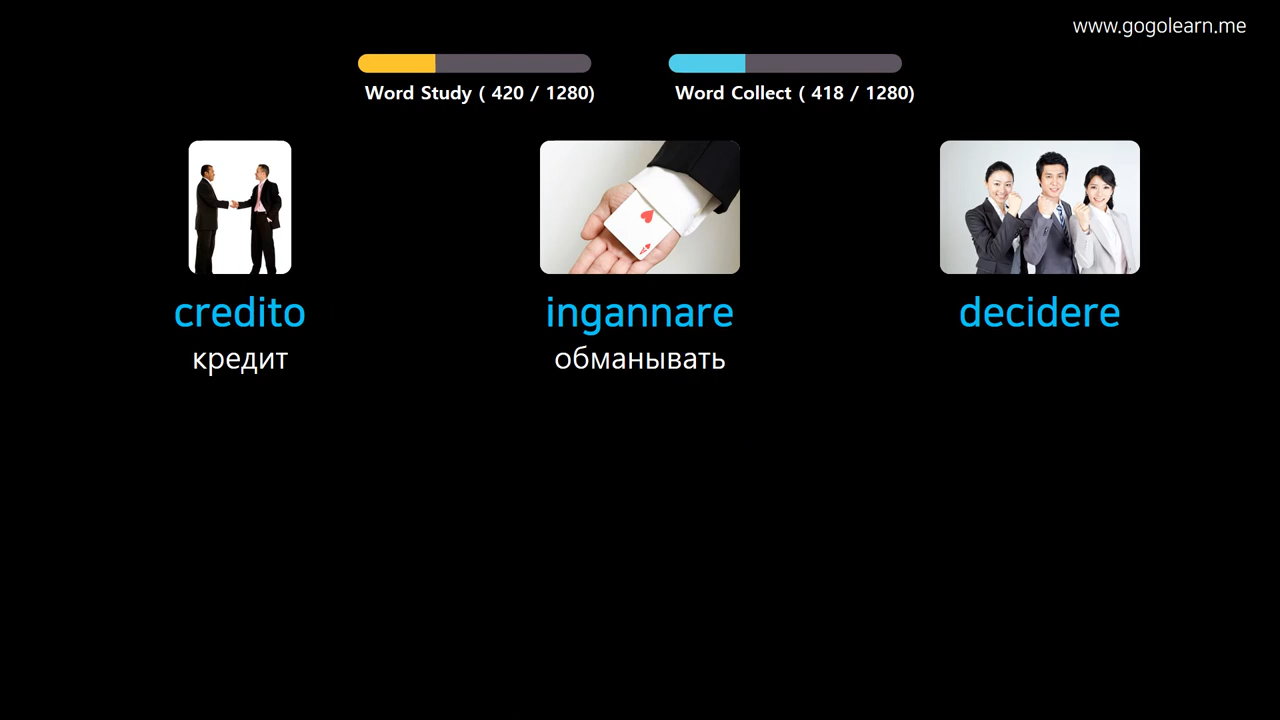 www.gogolearn.me
Word Study ( 420 / 1280)
Word Collect ( 418 / 1280)
credito
кредит
ingannare
обманывать
decidere